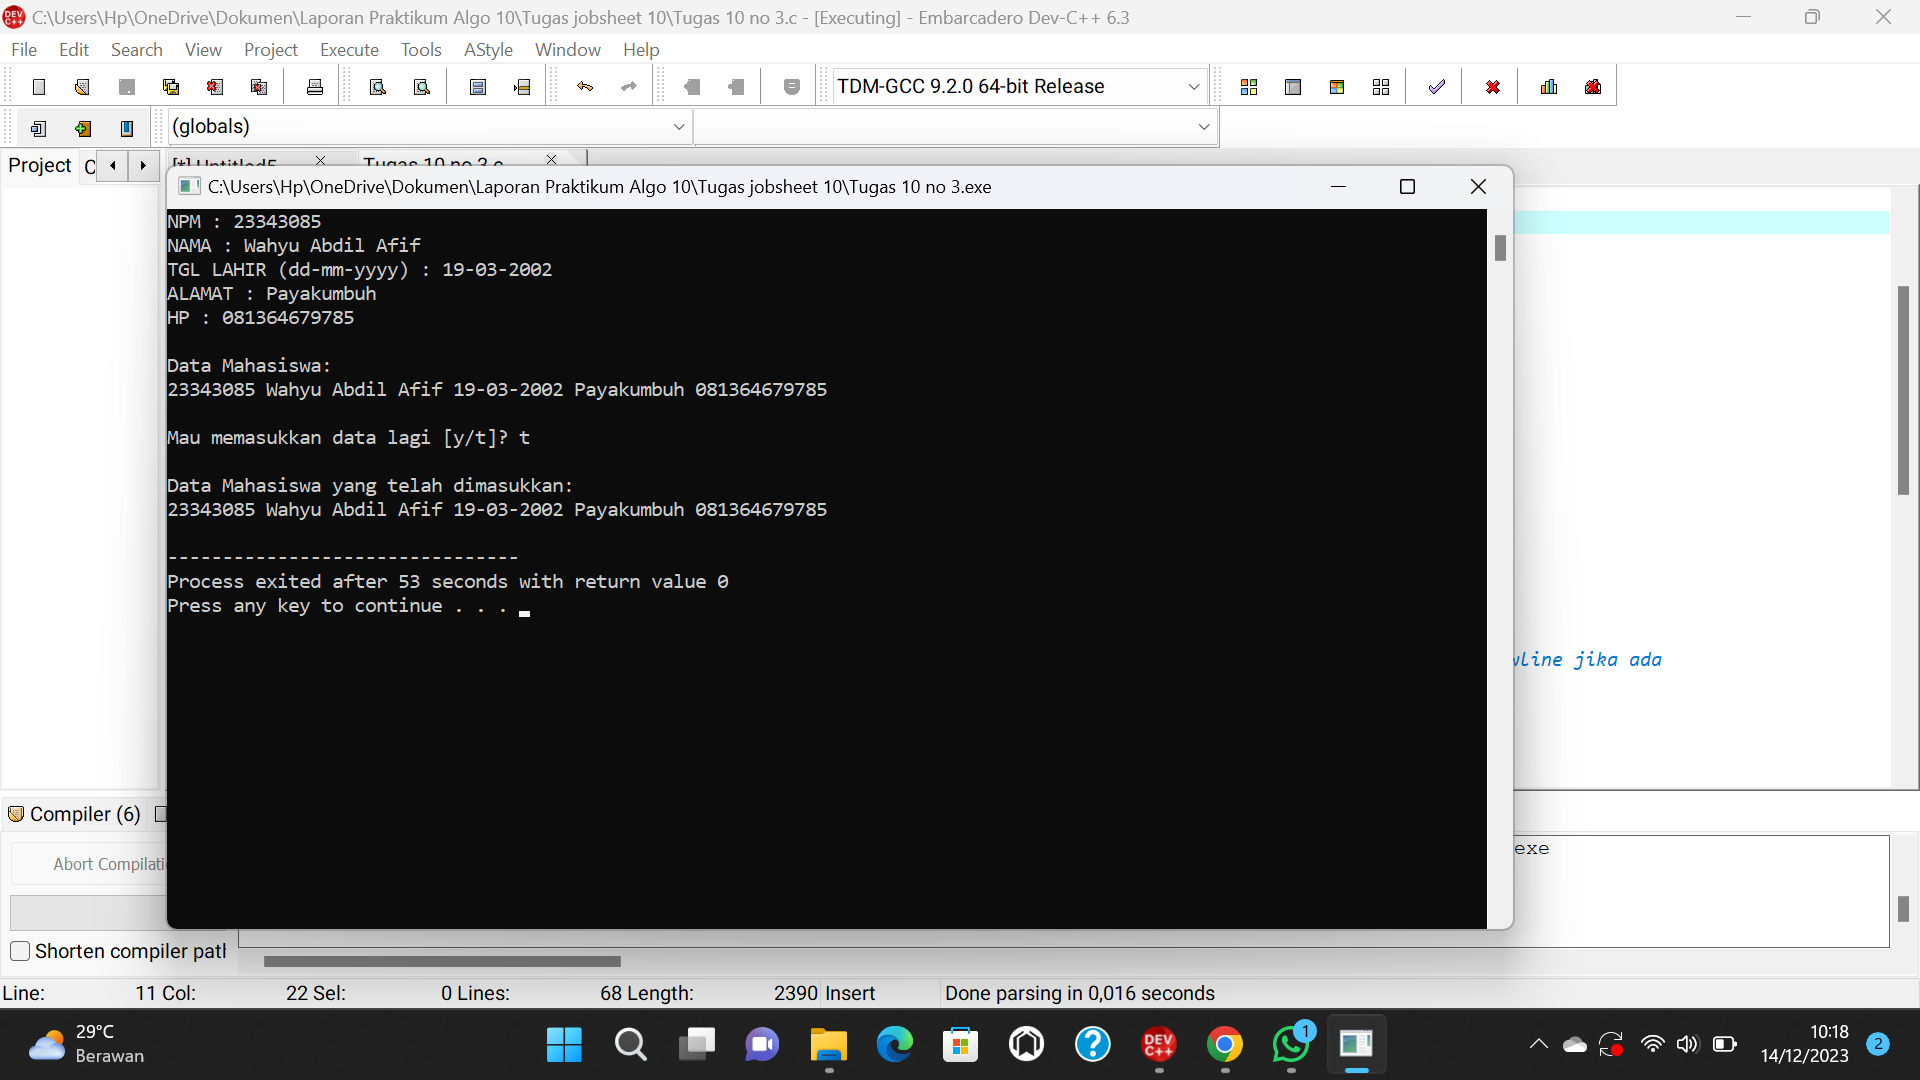 C:\Users\Hp\OneDrive\Dokumen\Laporan Praktikum Algo 10\Tugas jobsheet 10\Tugas 10 no 3.c - [Executing] - Embarcadero Dev-C++ 6.3
File Edit Search View Project Execute Tools AStyle Window Help
TDM-GCC 9.2.0 64-bit Release
(globals)
Project C [*] Untitled5 Tugas 10 no 3.c
C:\Users\Hp\OneDrive\Dokumen\Laporan Praktikum Algo 10\Tugas jobsheet 10\Tugas 10 no 3.exe
NPM : 23343085
NAMA : Wahyu Abdil Afif
TGL LAHIR (dd-mm-yyyy) : 19-03-2002
ALAMAT : Payakumbuh
HP : 081364679785
Data Mahasiswa:
23343085 Wahyu Abdil Afif 19-03-2002 Payakumbuh 081364679785
Mau memasukkan data lagi [y/t]? t
Data Mahasiswa yang telah dimasukkan:
23343085 Wahyu Abdil Afif 19-03-2002 Payakumbuh 081364679785
--------------------------------
Process exited after 53 seconds with return value 0
Press any key to continue . . .
wline jika ada
Compiler (6)
Abort Compilati
exe
Shorten compiler path
Line: 11 Col: 22 Sel: 0 Lines: 68 Length: 2390 Insert Done parsing in 0,016 seconds
29°C
Berawan
DEV C++
1
10:18
14/12/2023
2